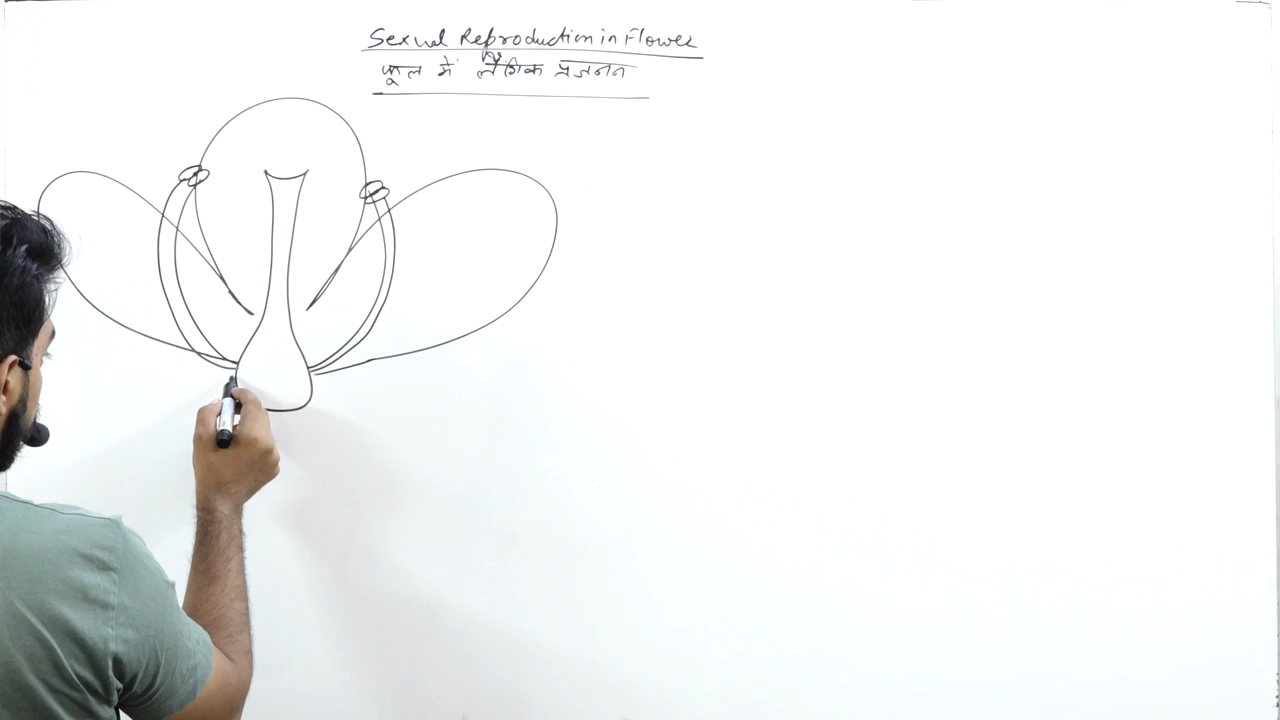 Sexual Reproduction in Flower
फूल में लैंगिक प्रजनन